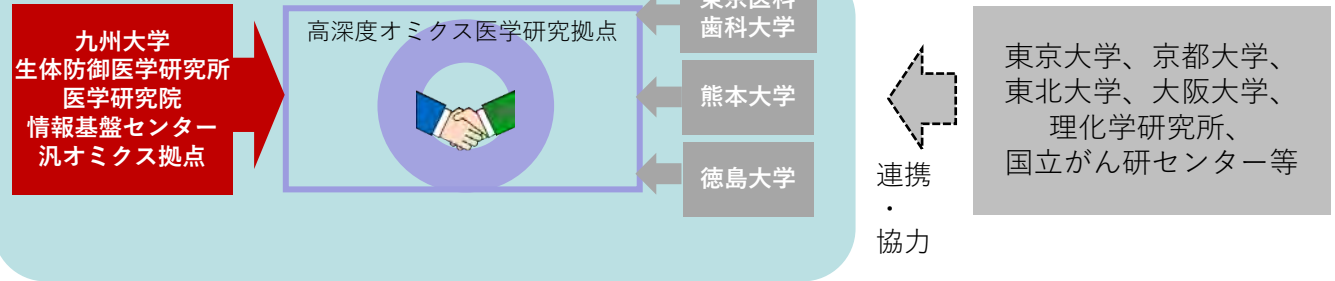 九州大学
生体防御医学研究所
医学研究院
情報基盤センター
汎オミクス拠点
高深度オミクス医学研究拠点
東京医科
歯科大学
熊本大学
徳島大学
連携
・
協力
東京大学、京都大学、
東北大学、大阪大学、
理化学研究所、
国立がん研センター等